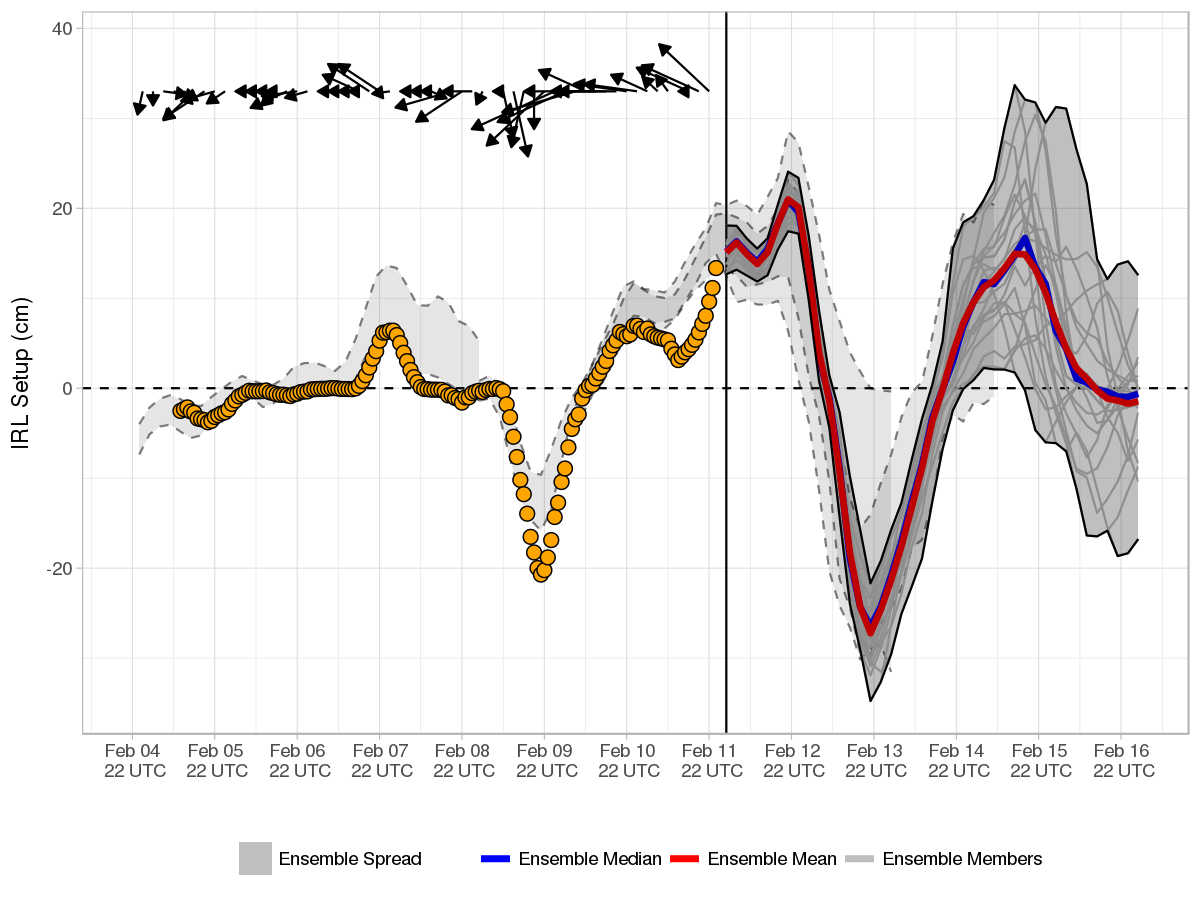 IRL Setup (cm)
40
20
0
-20
Feb 04 Feb 05 Feb 06 Feb 07 Feb 08 Feb 09 Feb 10 Feb 11 Feb 12 Feb 13 Feb 14 Feb 15 Feb 16
22 UTC 22 UTC 22 UTC 22 UTC 22 UTC 22 UTC 22 UTC 22 UTC 22 UTC 22 UTC 22 UTC 22 UTC 22 UTC
Ensemble Spread Ensemble Median Ensemble Mean Ensemble Members